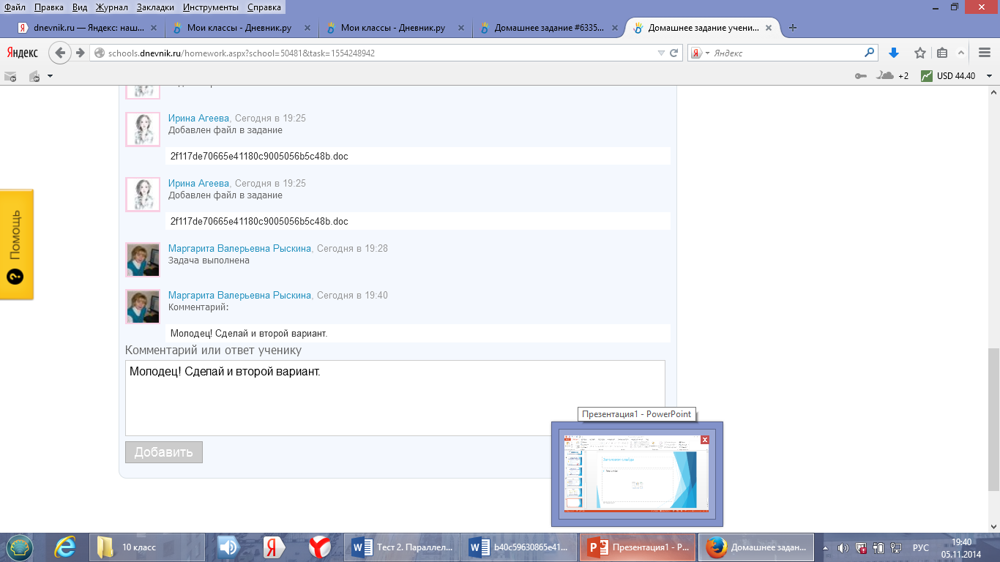 Файл Правка Вид Журнал Закладки Инструменты Справка
dnevnik.ru — Яндекс: наш...
Мои классы - Дневник.ру
Мои классы - Дневник.ру
Домашнее задание #6335...
Домашнее задание учени...
Яндекс
schools.dnevnik.ru/homework.aspx?school=50481&task=1554248942
Яндекс
+2
USD 44.40
Ирина Агеева, Сегодня в 19:25
Добавлен файл в задание
2f117de70665e41180c9005056b5c48b.doc
Ирина Агеева, Сегодня в 19:25
Добавлен файл в задание
2f117de70665e41180c9005056b5c48b.doc
Помощь
Маргарита Валерьевна Рыскина, Сегодня в 19:28
Задача выполнена
Маргарита Валерьевна Рыскина, Сегодня в 19:40
Комментарий:
Молодец! Сделай и второй вариант.
Комментарий или ответ ученику
Молодец! Сделай и второй вариант.
Добавить
Презентация1 - PowerPoint
Заголовок слайда
10 класс
Тест 2. Параллел...
b40c59630865e41...
Презентация1 - P...
Домашнее задан...
РУС
19:40
05.11.2014